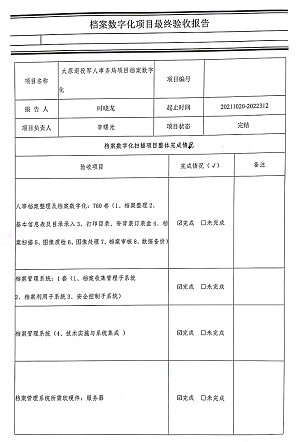 档案数字化项目最终验收报告
项目名称 太原退役军人事务局项目档案数字化 项目编号
报 告 人 时晓龙 起止时间 20211020-2022312
项目负责人 李曙光 项目状态 完结
档案数字化扫描项目整体完成情况
验收项目 完成情况（√） 备注
人事档案整理及档案数字化：760卷（1、档案整理 2、
基本信息表及目录录入 3、打印目录、骨背装订袋盒 4、档
案扫描 5、图像质检 6、图像处理 7、档案审核 8、数据备份）
☑完成 □未完成
档案管理系统：1套（1、档案收集管理子系统
2、档案利用子系统 3、安全控制子系统）
☑完成 □未完成
档案管理系统（4、技术实施与系统集成 ）
☑完成 □未完成
档案管理系统所需软硬件：服务器
☑完成 □未完成